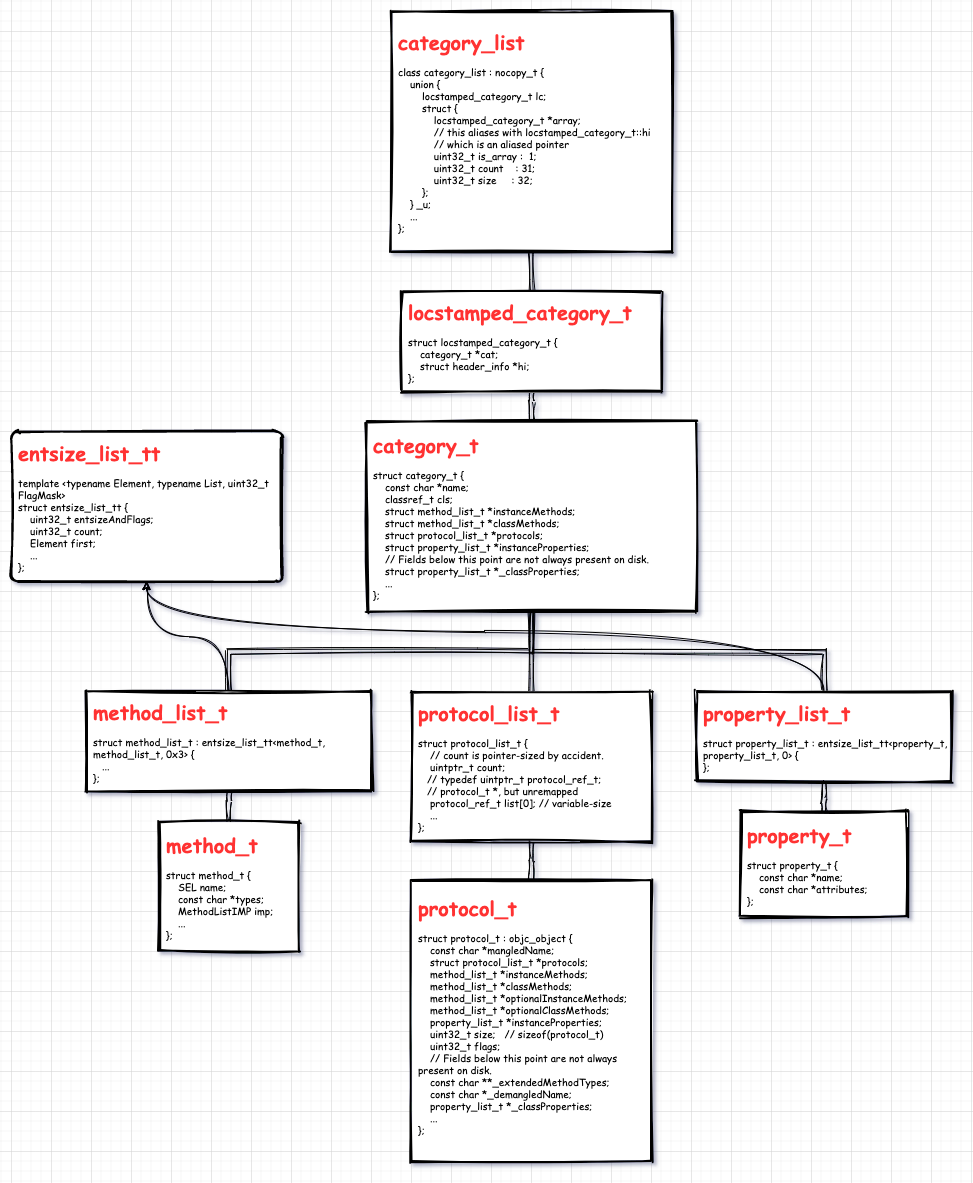 category_list
class category_list : nocopy_t {
union {
locstamped_category_t lc;
struct {
locstamped_category_t *array;
// this aliases with locstamped_category_t::hi
// which is an aliased pointer
uint32_t is_array : 1;
uint32_t count : 31;
uint32_t size : 32;
};
} _u;
...
};
locstamped_category_t
struct locstamped_category_t {
category_t *cat;
struct header_info *hi;
};
entsize_list_tt
template <typename Element, typename List, uint32_t
FlagMask>
struct entsize_list_tt {
uint32_t entsizeAndFlags;
uint32_t count;
Element first;
...
};
category_t
struct category_t {
const char *name;
classref_t cls;
struct method_list_t *instanceMethods;
struct method_list_t *classMethods;
struct protocol_list_t *protocols;
struct property_list_t *instanceProperties;
// Fields below this point are not always present on disk.
struct property_list_t *_classProperties;
...
};
method_list_t
struct method_list_t : entsize_list_tt<method_t,
method_list_t, 0x3> {
...
};
protocol_list_t
struct protocol_list_t {
// count is pointer-sized by accident.
uintptr_t count;
// typedef uintptr_t protocol_ref_t;
// protocol_t *, but unremapped
protocol_ref_t list[0]; // variable-size
...
};
property_list_t
struct property_list_t : entsize_list_tt<property_t,
property_list_t, 0> {
};
method_t
struct method_t {
SEL name;
const char *types;
MethodListIMP imp;
...
};
property_t
struct property_t {
const char *name;
const char *attributes;
};
protocol_t
struct protocol_t : objc_object {
const char *mangledName;
struct protocol_list_t *protocols;
method_list_t *instanceMethods;
method_list_t *classMethods;
method_list_t *optionalInstanceMethods;
method_list_t *optionalClassMethods;
property_list_t *instanceProperties;
uint32_t size; // sizeof(protocol_t)
uint32_t flags;
// Fields below this point are not always
present on disk.
const char **_extendedMethodTypes;
const char *_demangledName;
property_list_t *_classProperties;
...
};